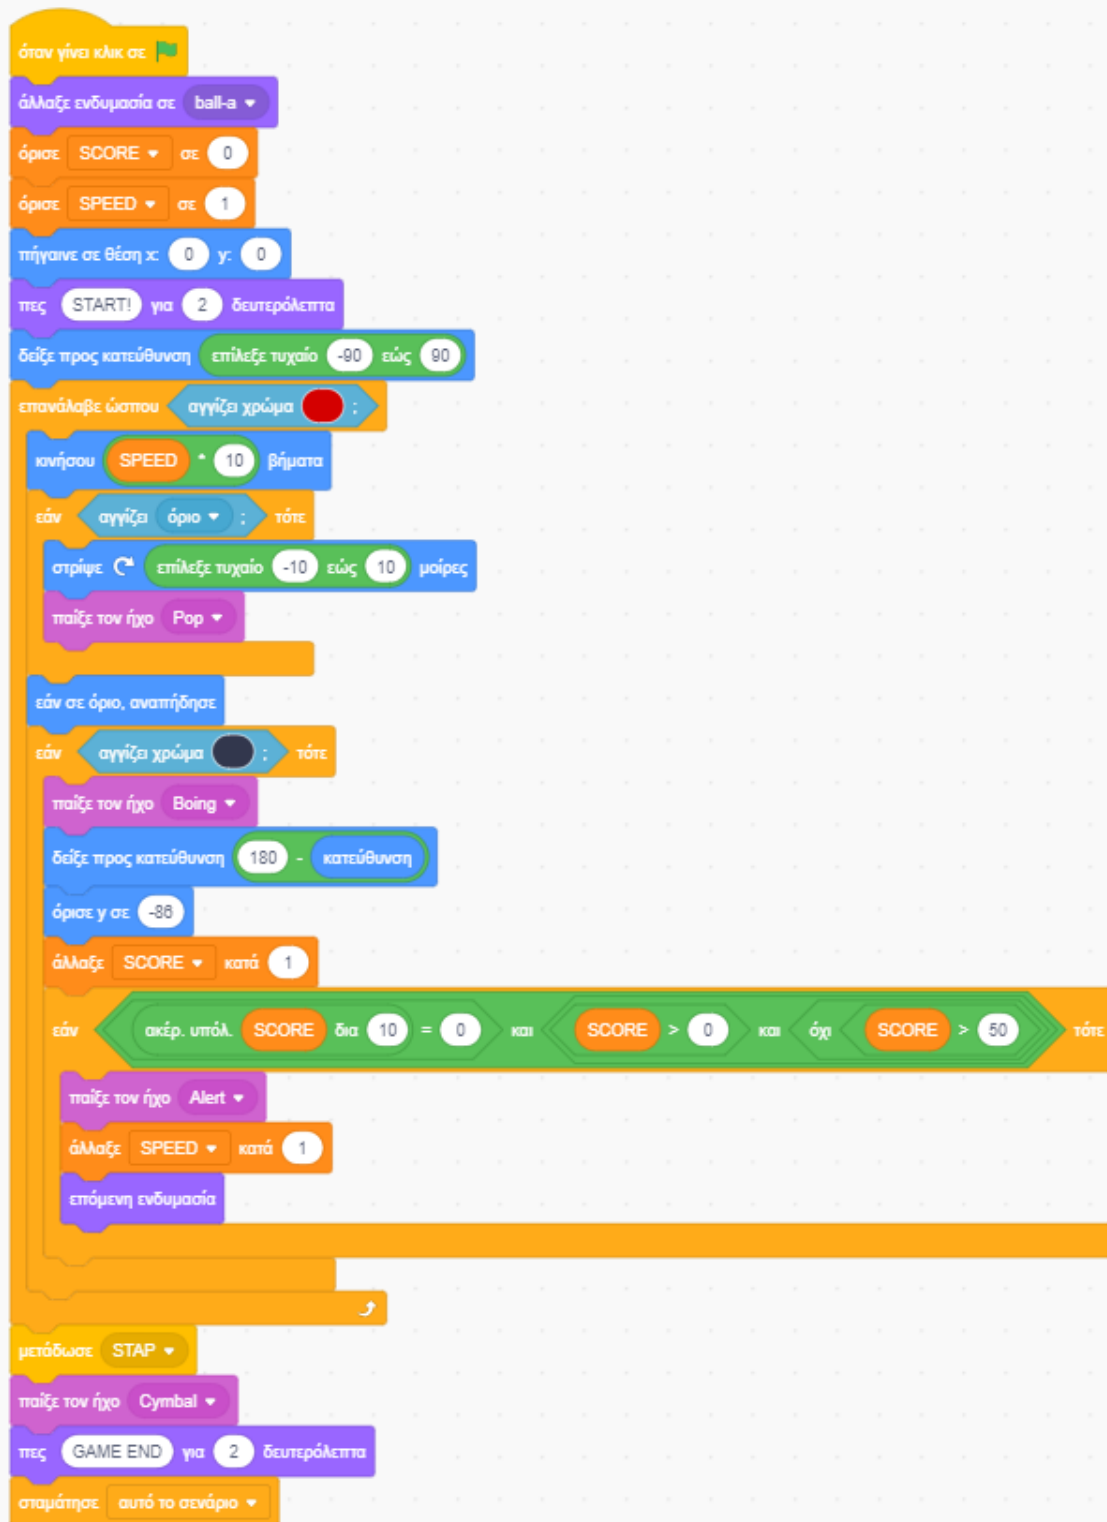 όταν γίνει κλικ σε
άλλαξε ενδυμασία σε ball-a
όρισε SCORE σε 0
όρισε SPEED σε 1
πήγαινε σε θέση x: 0 y: 0
πες START! για 2 δευτερόλεπτα
δείξε προς κατεύθυνση επίλεξε τυχαίο -90 εώς 90
επανάλαβε ώσπου αγγίζει χρώμα ;
κινήσου SPEED * 10 βήματα
εάν αγγίζει όριο ; τότε
στρίψε επίλεξε τυχαίο -10 εώς 10 μοίρες
παίξε τον ήχο Pop
εάν σε όριο, αναπήδησε
εάν αγγίζει χρώμα ; τότε
παίξε τον ήχο Boing
δείξε προς κατεύθυνση 180 - κατεύθυνση
όρισε y σε -86
άλλαξε SCORE κατά 1
εάν ακέρ. υπόλ. SCORE δια 10 = 0 και SCORE > 0 και όχι SCORE > 50 τότε
παίξε τον ήχο Alert
άλλαξε SPEED κατά 1
επόμενη ενδυμασία
μετάδωσε STAP
παίξε τον ήχο Cymbal
πες GAME END για 2 δευτερόλεπτα
σταμάτησε αυτό το σενάριο